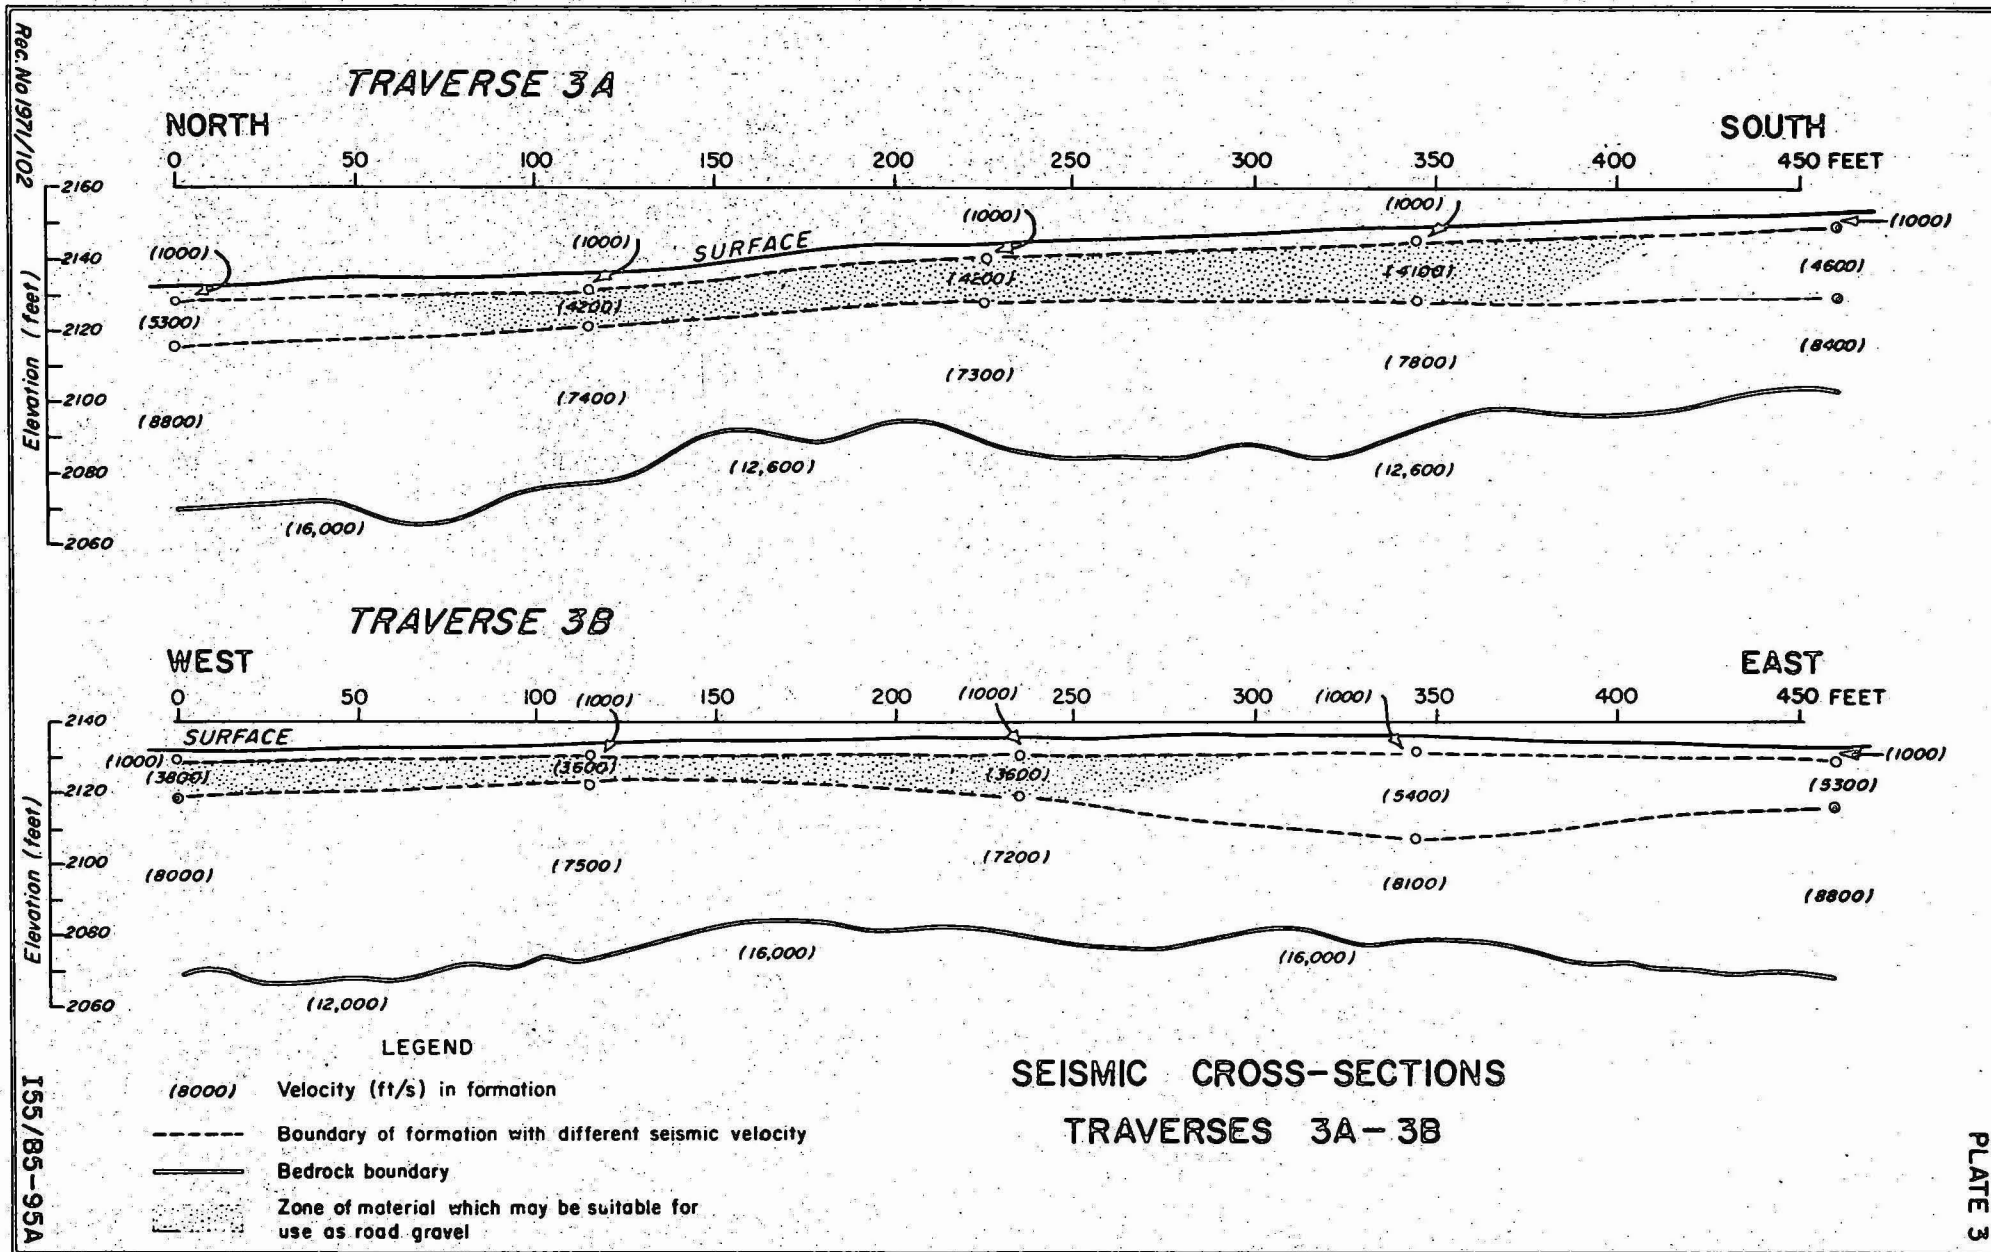 Rec. No 1971/102
TRAVERSE 3A
NORTH
SOUTH
0 50 100 150 200 250 300 350 400 450 FEET
2160
2140
2120
2100
2080
2060
Elevation (feet)
SURFACE
(1000) (1000) (1000) (1000) (1000)
(5300) (4200) (4200) (4100) (4600)
(8800) (7400) (7300) (7800) (8400)
(16,000) (12,600) (12,600)
TRAVERSE 3B
WEST
EAST
0 50 100 150 200 250 300 350 400 450 FEET
2140
2120
2100
2080
2060
Elevation (feet)
SURFACE
(1000) (1000) (1000) (1000) (1000)
(3800) (3600) (3600) (5400) (5300)
(8000) (7500) (7200) (8100) (8800)
(12,000) (16,000) (16,000)
LEGEND
(8000) Velocity (ft/s) in formation
Boundary of formation with different seismic velocity
Bedrock boundary
Zone of material which may be suitable for
use as road gravel
SEISMIC CROSS-SECTIONS
TRAVERSES 3A-3B
I55/B5-95A
PLATE 3